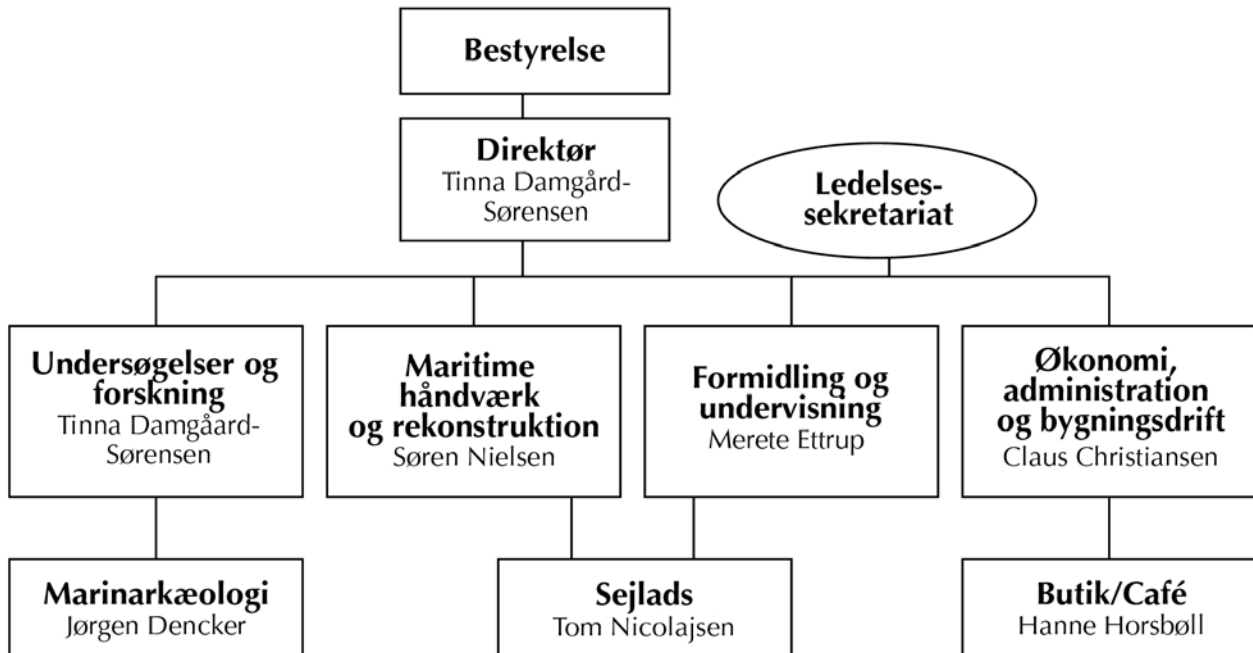 Bestyrelse
Direktør
Tinna Damgård-
Sørensen
Ledelses-
sekretariat
Undersøgelser og
forskning
Tinna Damgåard-
Sørensen
Maritime
håndværk
og rekonstruktion
Søren Nielsen
Formidling og
undervisning
Merete Ettrup
Økonomi,
administration
og bygningsdrift
Claus Christiansen
Marinarkæologi
Jørgen Dencker
Sejlads
Tom Nicolajsen
Butik/Café
Hanne Horsbøll